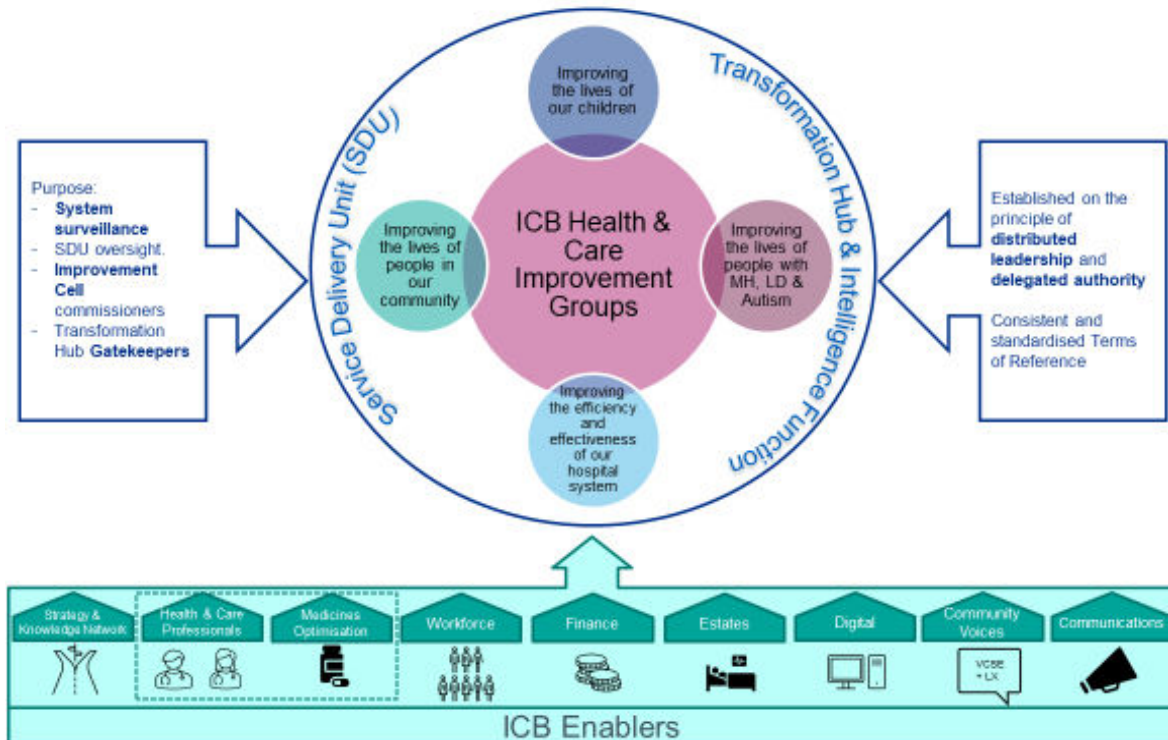 Improving
the lives of
our children
Service Delivery Unit (SDU)
Transformation Hub & Intelligence Function
Purpose:
- System
surveillance
- SDU oversight.
- Improvement
Cell
commissioners
- Transformation
Hub Gatekeepers
Improving
the lives of
people in
our
community
ICB Health &
Care
Improvement
Groups
Improving
the lives of
people with
MH, LD &
Autism
Established on the
principle of
distributed
leadership and
delegated authority
Consistent and
standardised Terms
of Reference
Improving
the efficiency
and
effectiveness
of our
hospital
system
Strategy &
Knowledge Network
Health & Care
Professionals
Medicines
Optimisation
Workforce
Finance
Estates
Digital
Community
Voices
Communications
VCSE
+ LX
ICB Enablers